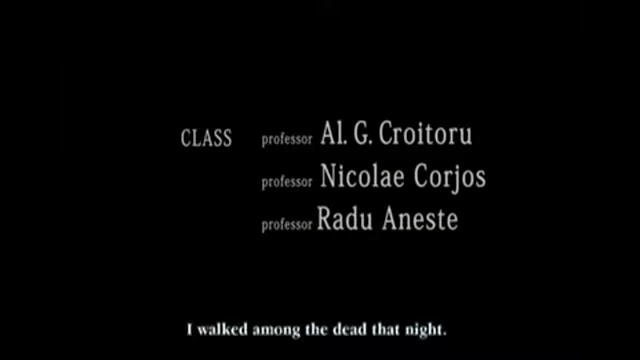 CLASS professor Al. G. Croitoru
professor Nicolae Corjos
professor Radu Aneste
I walked among the dead that night.